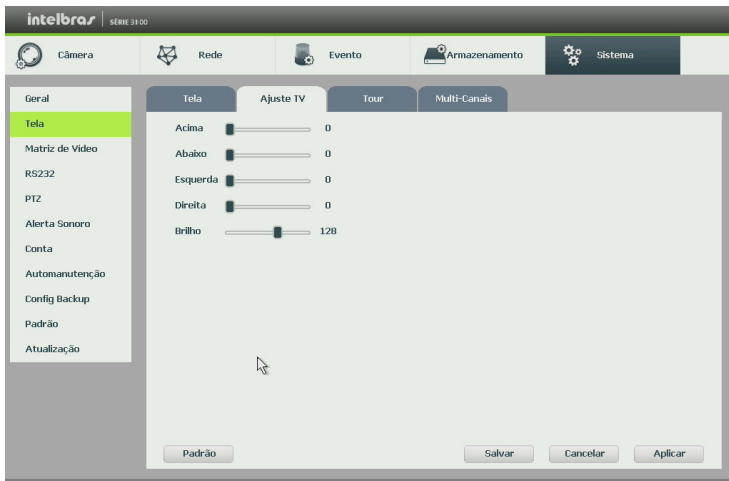 intelbras SÉRIE 3100
Câmera Rede Evento Armazenamento Sistema
Geral
Tela
Matriz de Video
RS232
PTZ
Alerta Sonoro
Conta
Automanutenção
Config Backup
Padrão
Atualização
Tela Ajuste TV Tour Multi-Canais
Acima 0
Abaixo 0
Esquerda 0
Direita 0
Brilho 128
Padrão Salvar Cancelar Aplicar